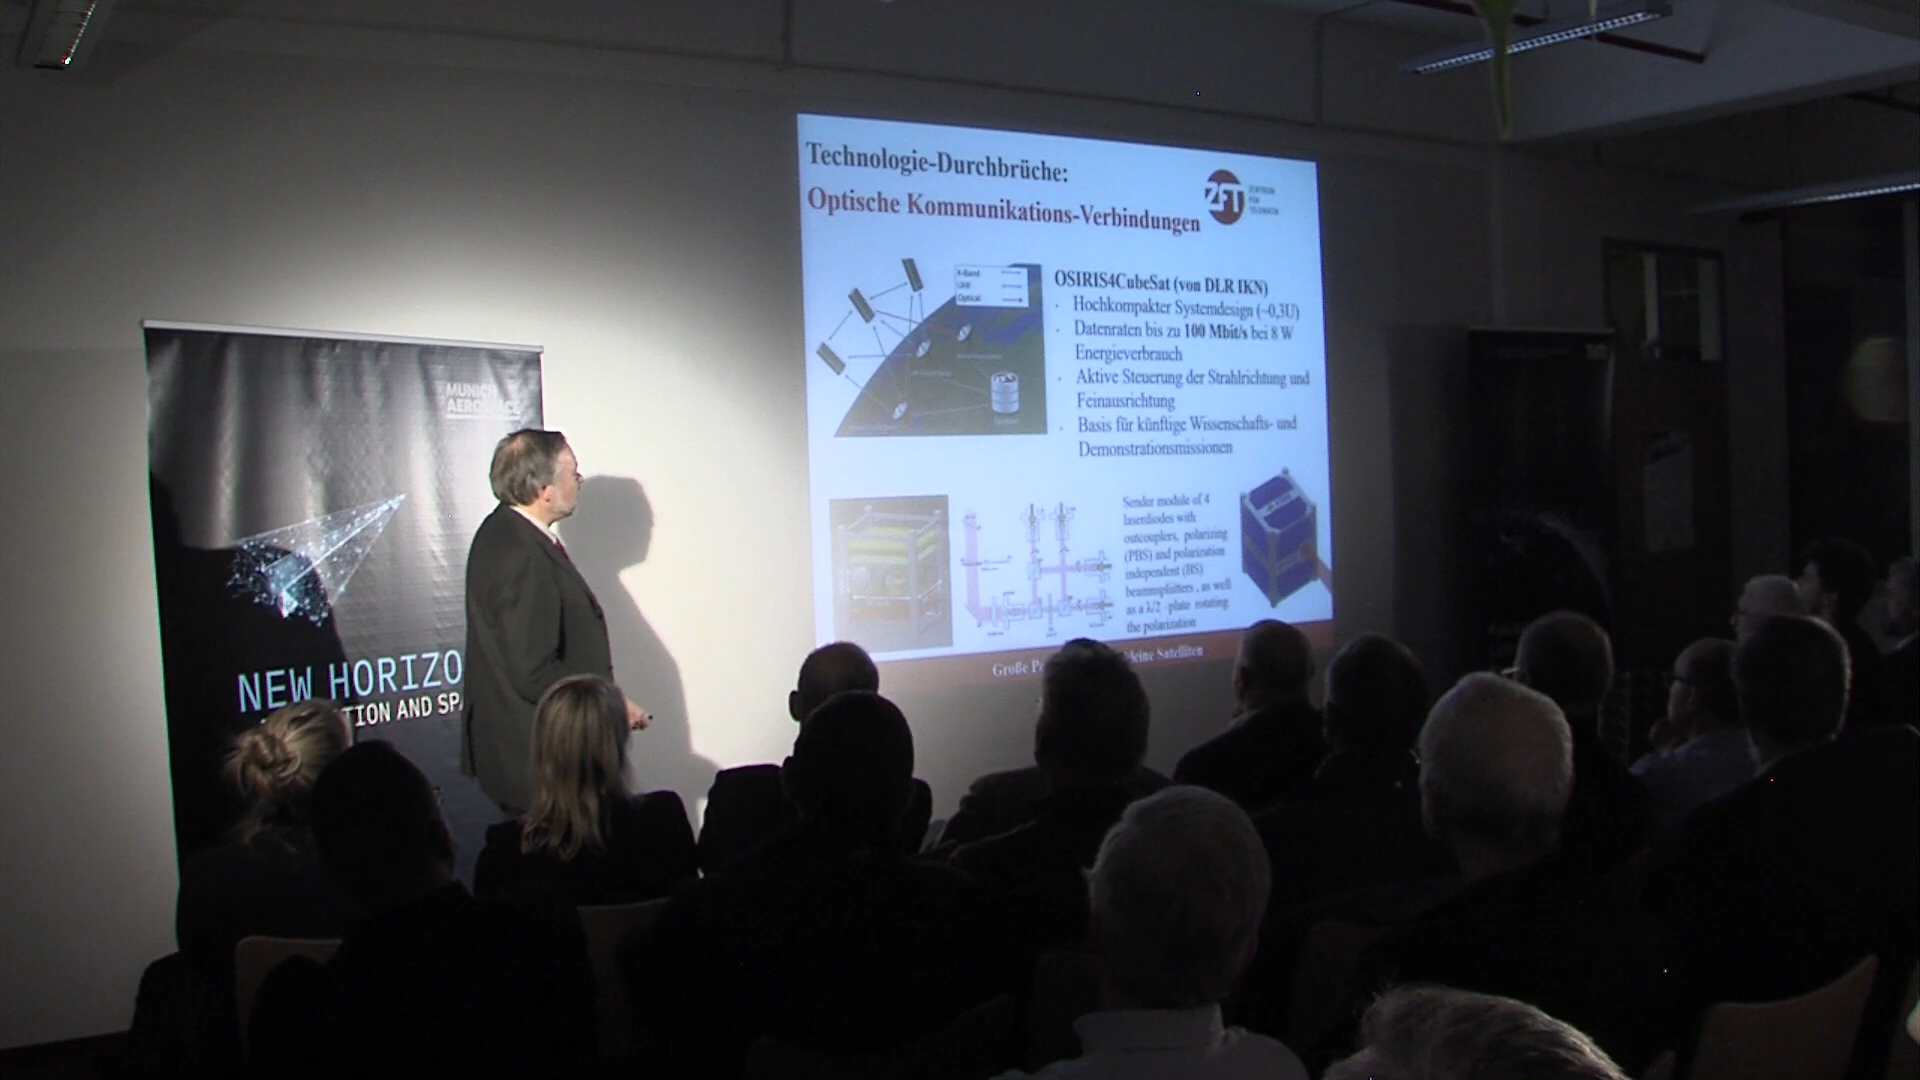 Technologie-Durchbrüche:
Optische Kommunikations-Verbindungen
ZFT
ZENTRUM
FÜR
TELEMATIK
X-Band
UHF
Optical
OSIRIS4CubeSat (von DLR IKN)
Hochkompakter Systemdesign (~0,3U)
Datenraten bis zu 100 Mbit/s bei 8 W
Energieverbrauch
Aktive Steuerung der Strahlrichtung und
Feinausrichtung
Basis für künftige Wissenschafts- und
Demonstrationsmissionen
Sender module of 4
laserdiodes with
outcouplers, polarizing
(PBS) and polarization
independent (BS)
beamsplitters , as well
as a λ/2 -plate rotating
the polarization
Große
kleine Satelliten
MUNICH
AEROSPACE
NEW HORIZO
TION AND SPA